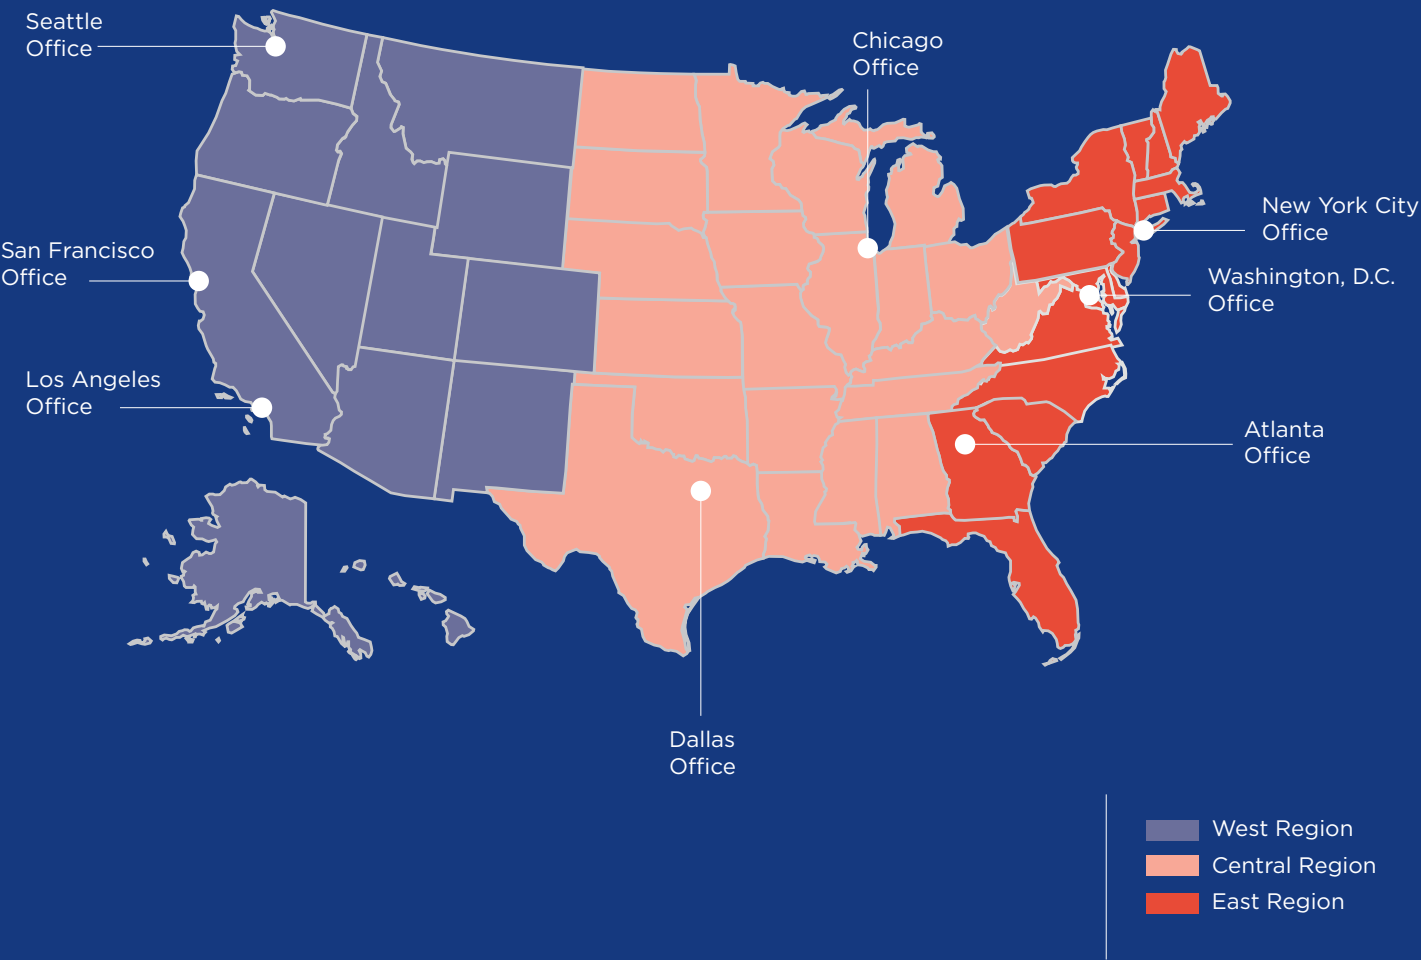 Seattle
Office
Chicago
Office
New York City
Office
San Francisco
Office
Washington, D.C.
Office
Los Angeles
Office
Atlanta
Office
Dallas
Office
West Region
Central Region
East Region